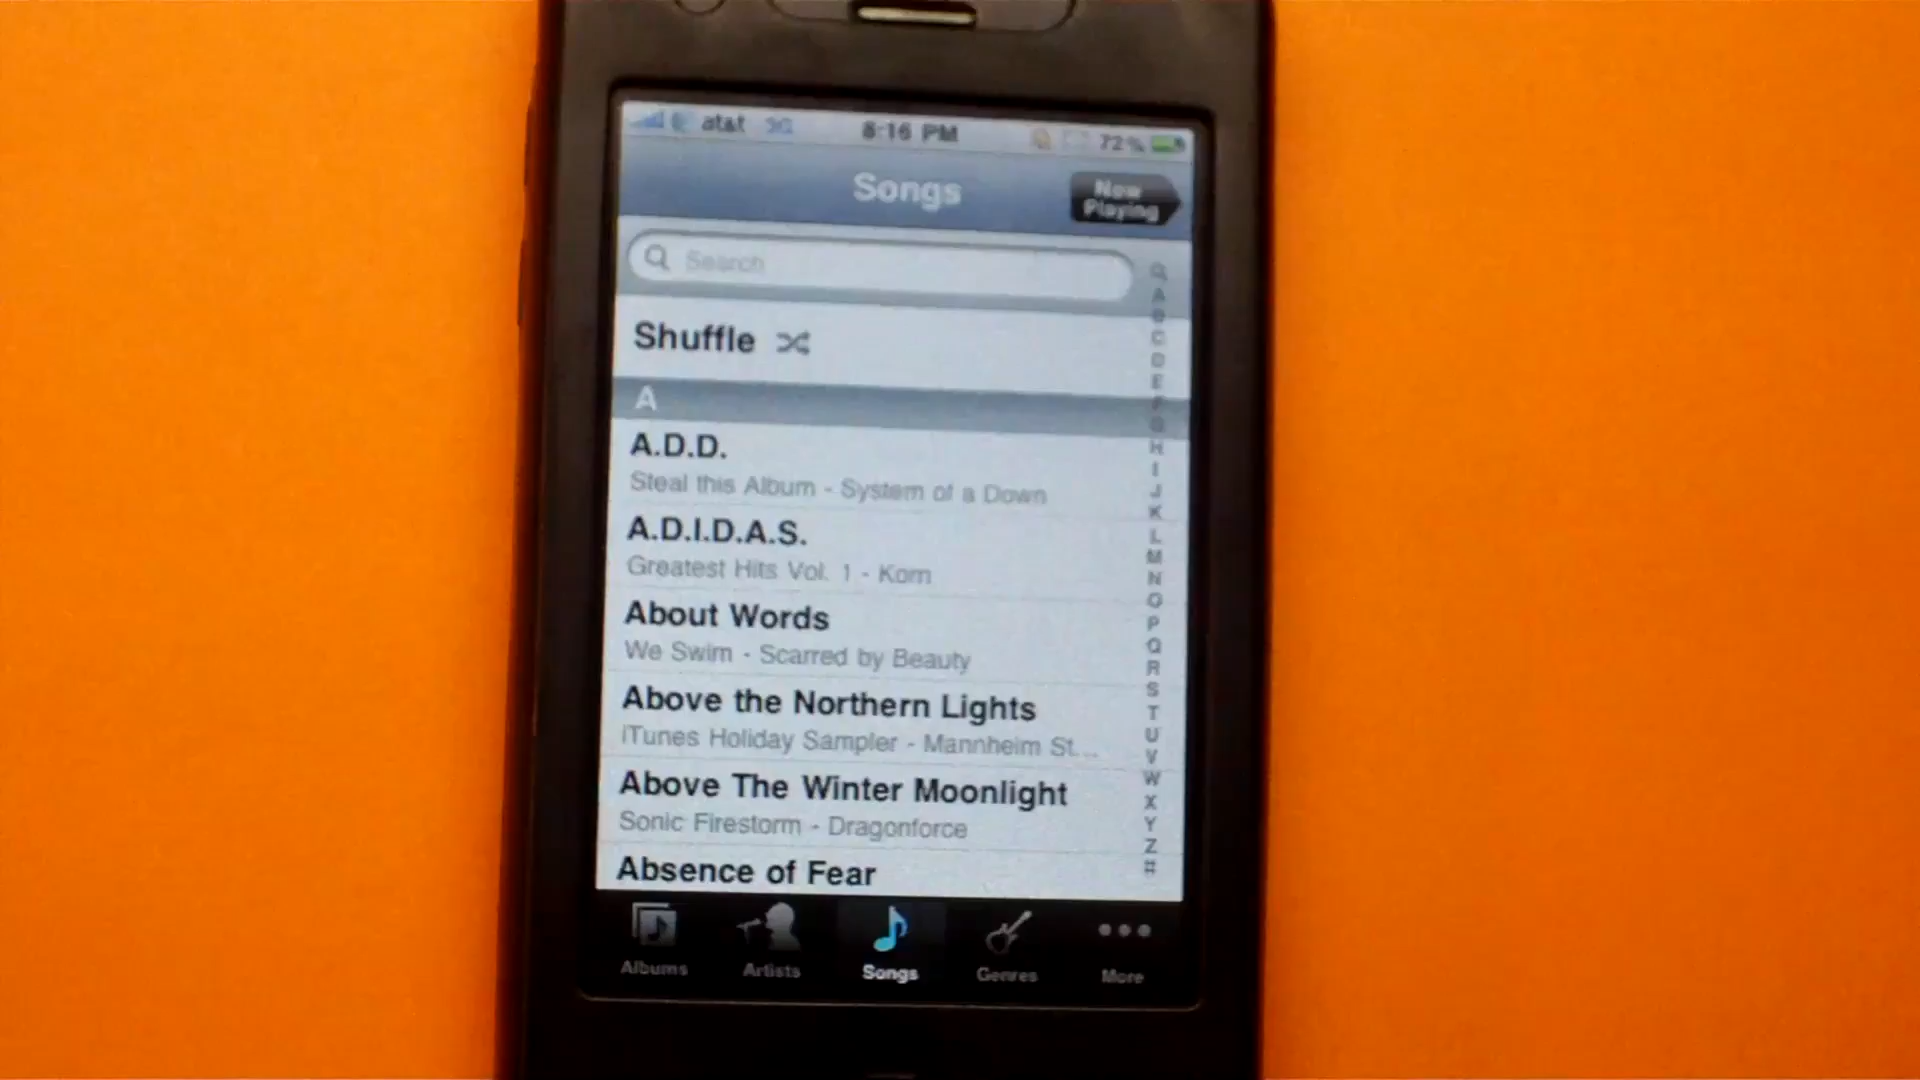 at&t 3G 8:16 PM 72%
Songs
Now
Playing
Search
Shuffle
A
A.D.D.
Steal this Album - System of a Down
A.D.I.D.A.S.
Greatest Hits Vol. 1 - Korn
About Words
We Swim - Scarred by Beauty
Above the Northern Lights
iTunes Holiday Sampler - Mannheim St...
Above The Winter Moonlight
Sonic Firestorm - Dragonforce
Absence of Fear
A
B
C
D
E
F
G
H
I
J
K
L
M
N
O
P
Q
R
S
T
U
V
W
X
Y
Z
#
Albums Artists Songs Genres More